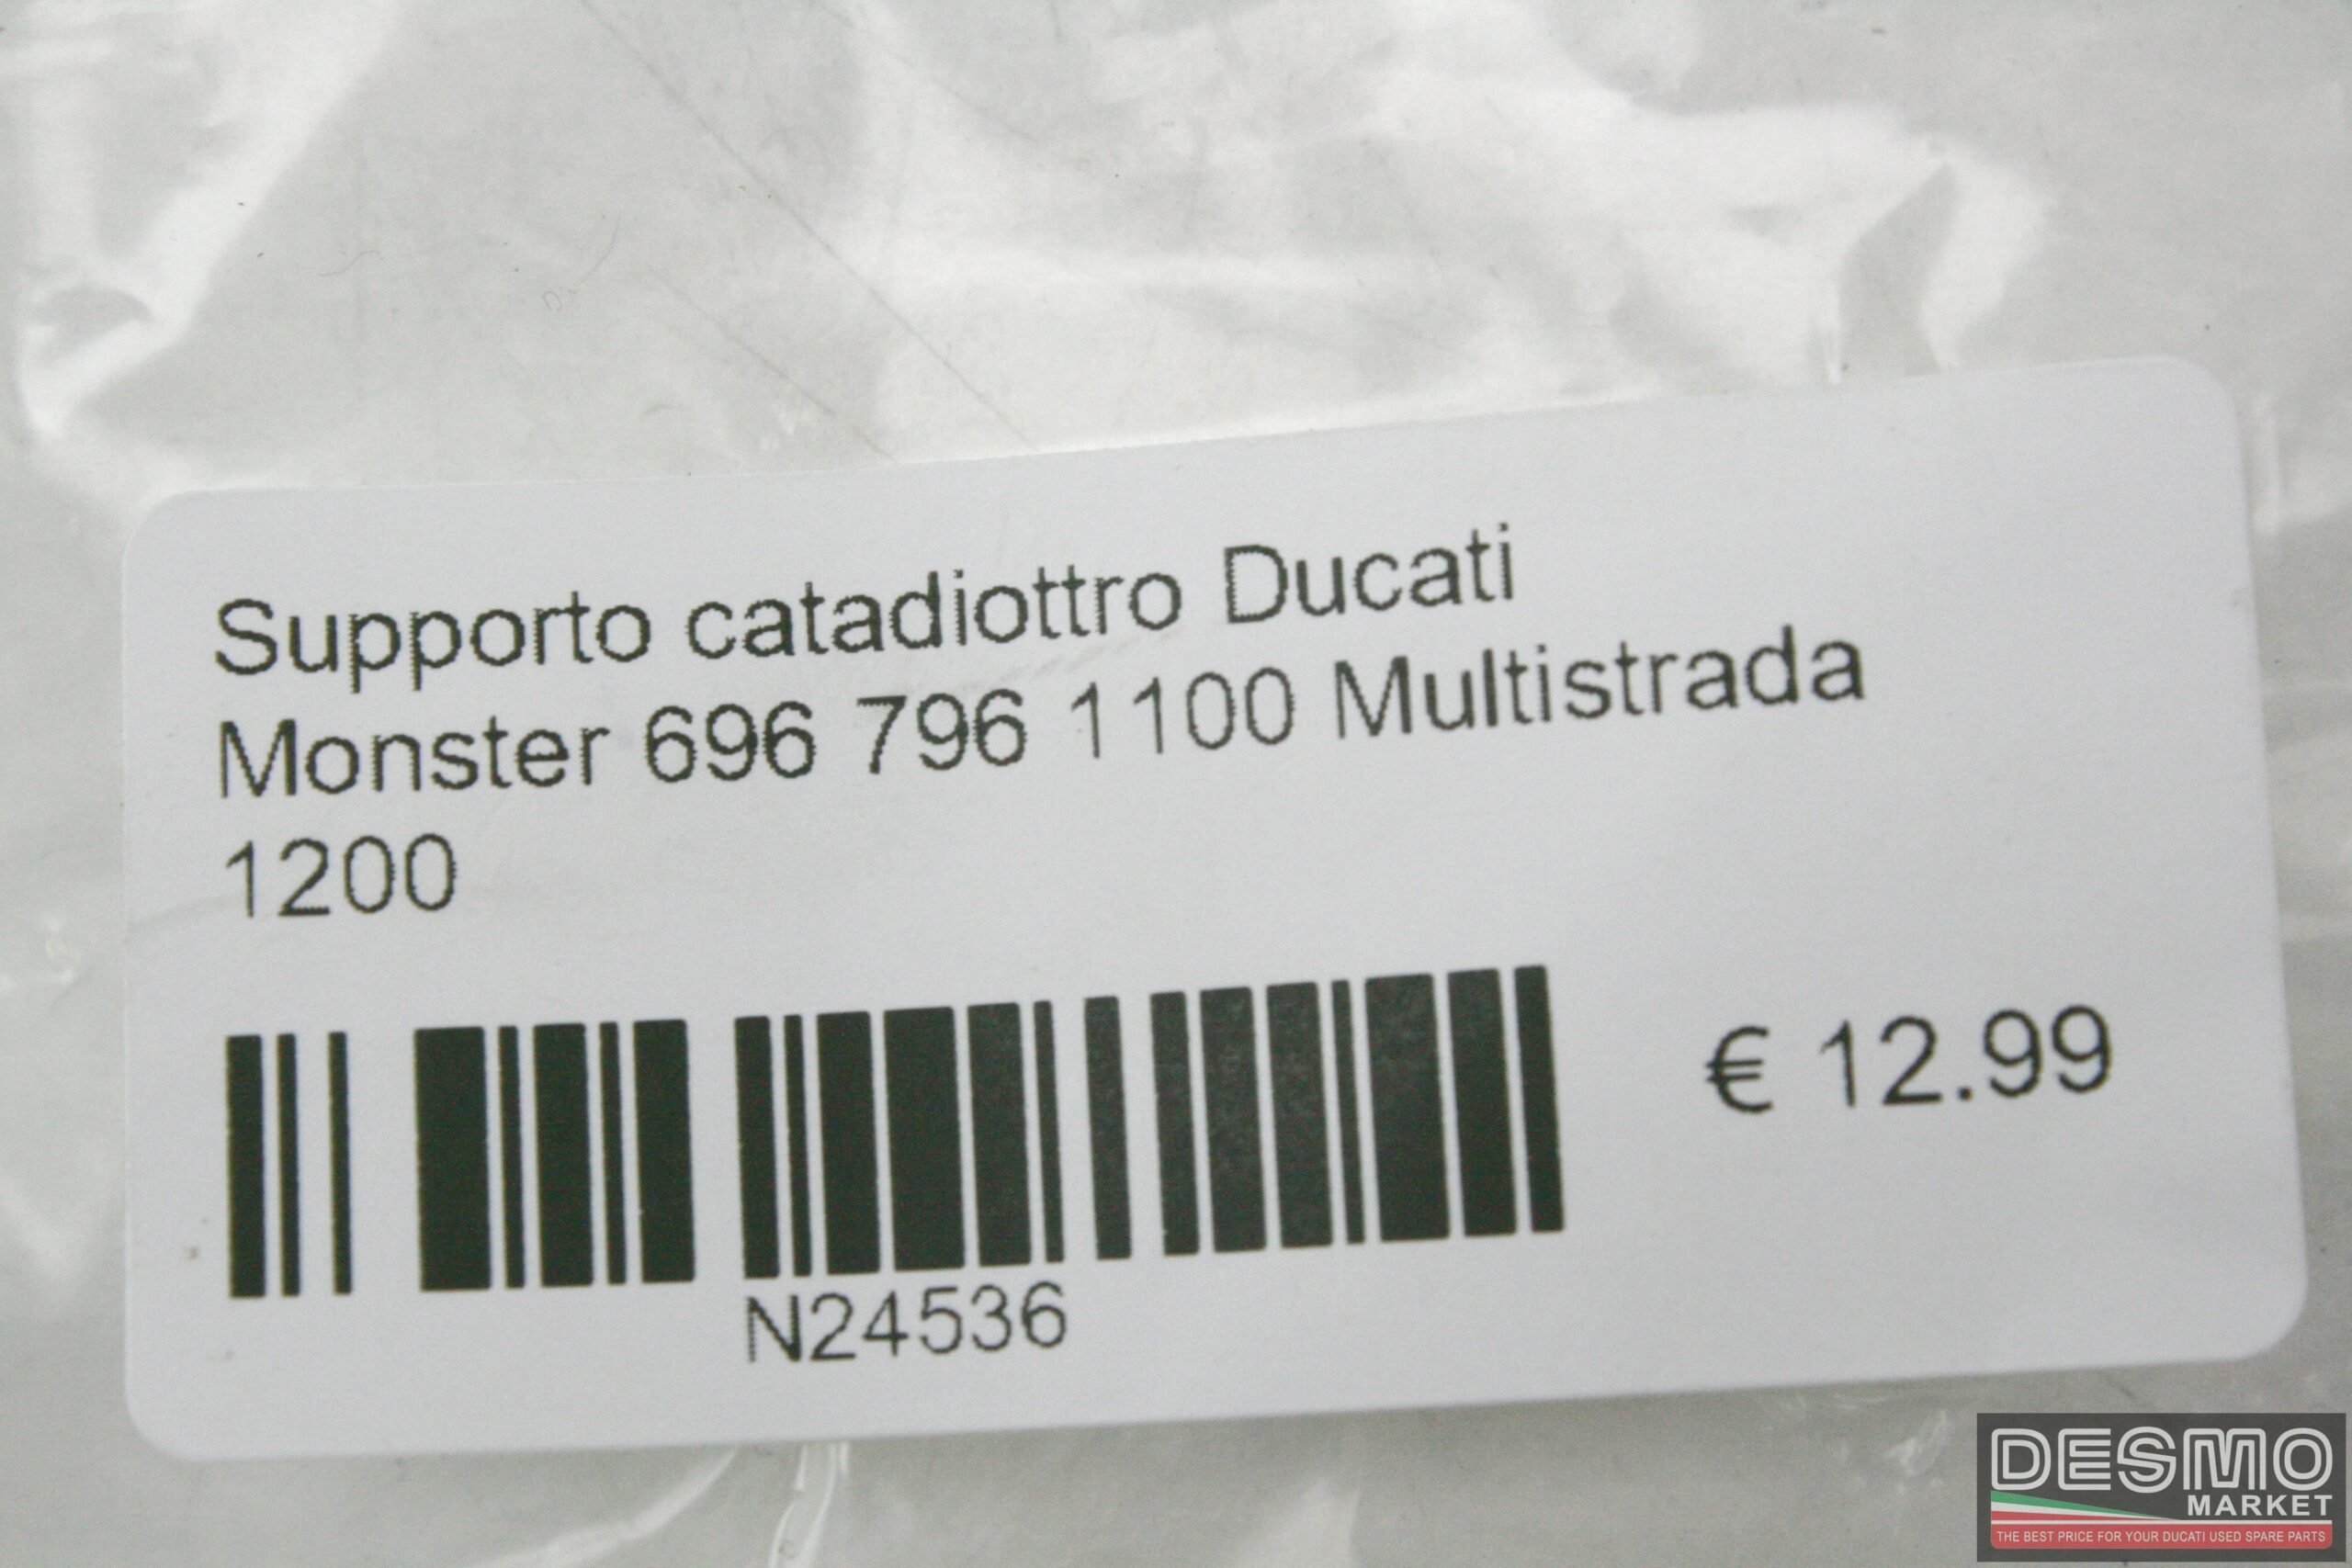 Supporto catadiottro Ducati
Monster 696 796 1100 Multistrada
1200
€ 12.99
N24536
DESMO
MARKET
THE BEST PRICE FOR YOUR DUCATI USED SPARE PARTS